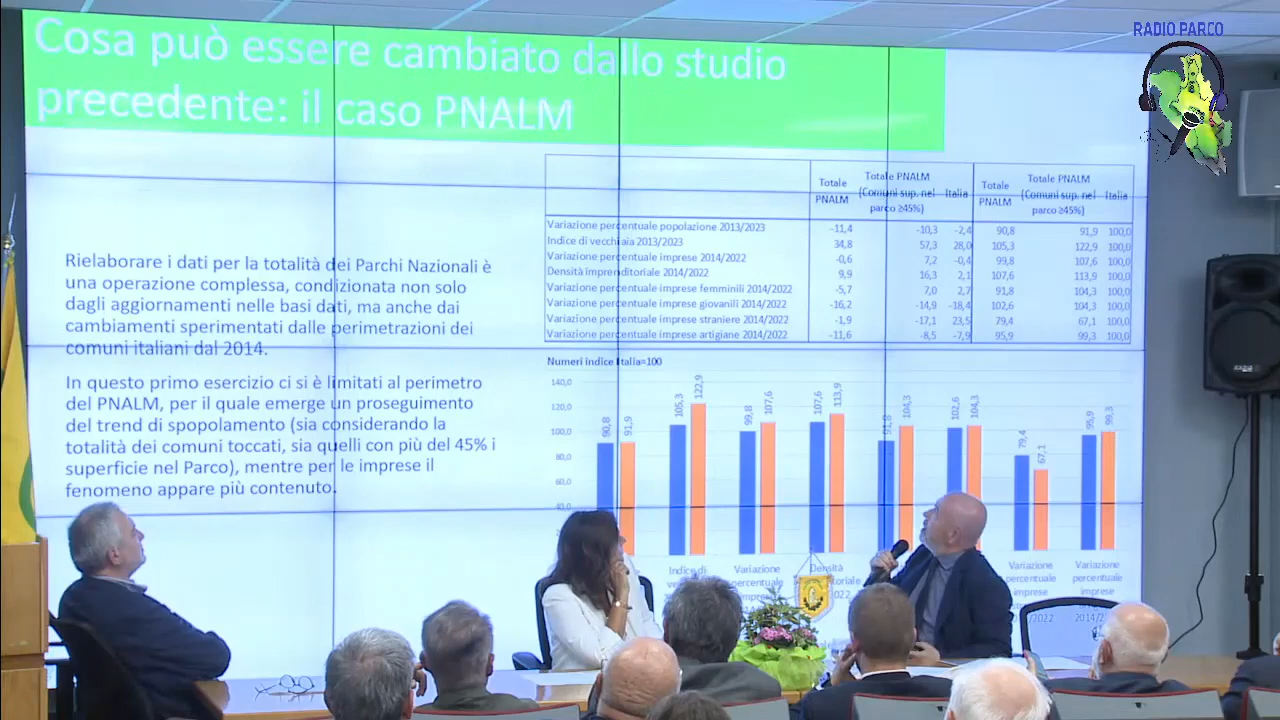 RADIO PARCO
Cosa può essere cambiato dallo studio
precedente: il caso PNALM
Rielaborare i dati per la totalità dei Parchi Nazionali è
una operazione complessa, condizionata non solo
dagli aggiornamenti nelle basi dati, ma anche dai
cambiamenti sperimentati dalle perimetrazioni dei
comuni italiani dal 2014.
In questo primo esercizio ci si è limitati al perimetro
del PNALM, per il quale emerge un proseguimento
del trend di spopolamento (sia considerando la
totalità dei comuni toccati, sia quelli con più del 45% i
superficie nel Parco), mentre per le imprese il
fenomeno appare più contenuto.
Totale PNALM Totale PNALM (Comuni sup. nel parco ≥45%) Italia Totale PNALM Totale PNALM (Comuni sup. nel parco ≥45%) Italia
Variazione percentuale popolazione 2013/2023 -11,4 -10,3 -2,4 90,8 91,9 100,0
Indice di vecchiaia 2013/2023 34,8 57,3 28,0 105,3 122,9 100,0
Variazione percentuale imprese 2014/2022 -0,6 7,2 -0,4 99,8 107,6 100,0
Densità imprenditoriale 2014/2022 9,9 16,3 2,1 107,6 113,9 100,0
Variazione percentuale imprese femminili 2014/2022 -5,7 7,0 2,7 91,8 104,3 100,0
Variazione percentuale imprese giovanili 2014/2022 -16,2 -14,9 -18,4 102,6 104,3 100,0
Variazione percentuale imprese straniere 2014/2022 -1,9 -17,1 23,5 79,4 67,1 100,0
Variazione percentuale imprese artigiane 2014/2022 -11,6 -8,5 -7,9 95,9 99,3 100,0
Numeri indice Italia=100
140,0
120,0
100,0
80,0
60,0
40,0
90,8 91,9 105,3 122,9 99,8 107,6 107,6 113,9 91,8 104,3 102,6 104,3 79,4 67,1 95,9 99,3
Indice di
Variazione
percentuale
imprese
Densità
Variazione
percentuale
imprese
Variazione
percentuale
imprese